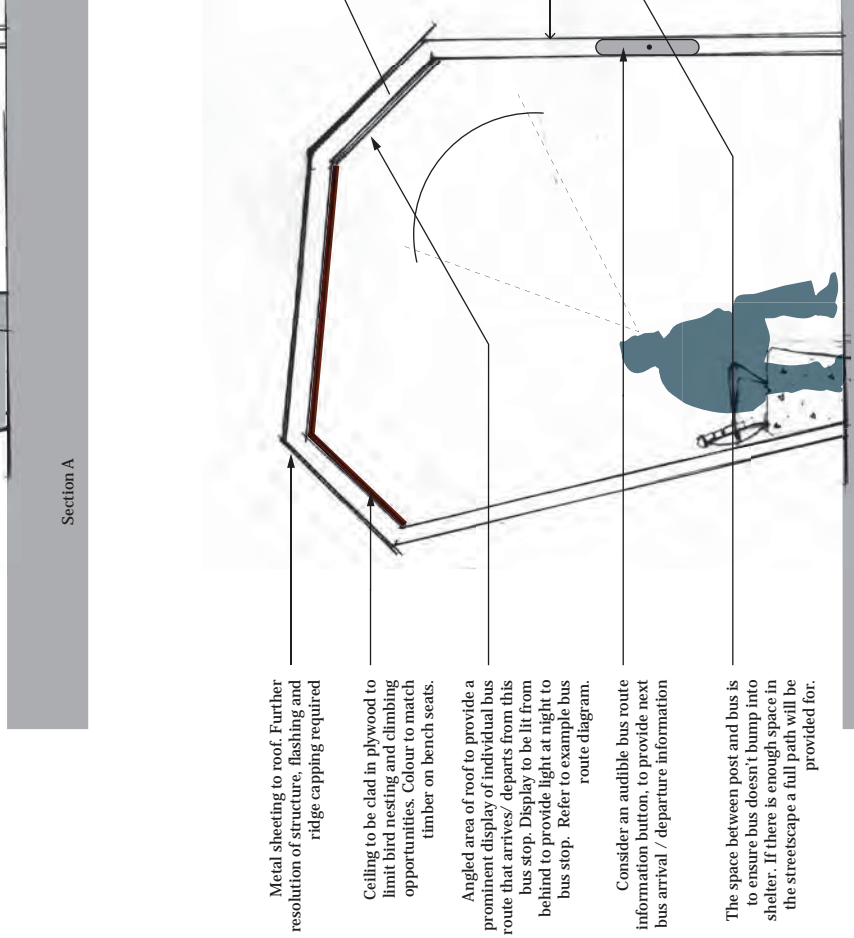 Section A
Metal sheeting to roof. Further
resolution of structure, flashing and
ridge capping required
Ceiling to be clad in plywood to
limit bird nesting and climbing
opportunities. Colour to match
timber on bench seats.
Angled area of roof to provide a
prominent display of individual bus
route that arrives/ departs from this
bus stop. Display to be lit from
behind to provide light at night to
bus stop.  Refer to example bus
route diagram.
Consider an audible bus route
information button, to provide next
bus arrival / departure information
The space between post and bus is
to ensure bus doesn't bump into
shelter. If there is enough space in
the streetscape a full path will be
provided for.